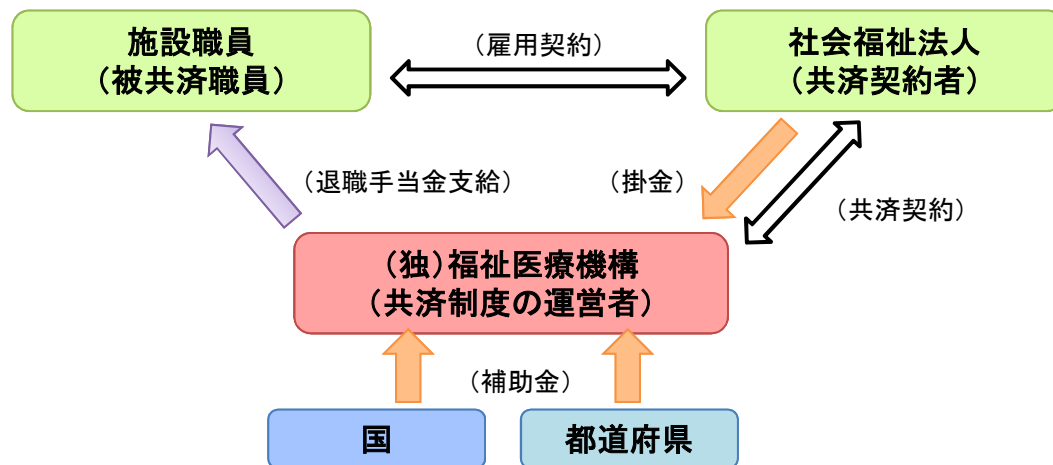 施設職員
（被共済職員）
（雇用契約）
社会福祉法人
（共済契約者）
（退職手当金支給）
（掛金）
（共済契約）
（独）福祉医療機構
（共済制度の運営者）
（補助金）
国
都道府県